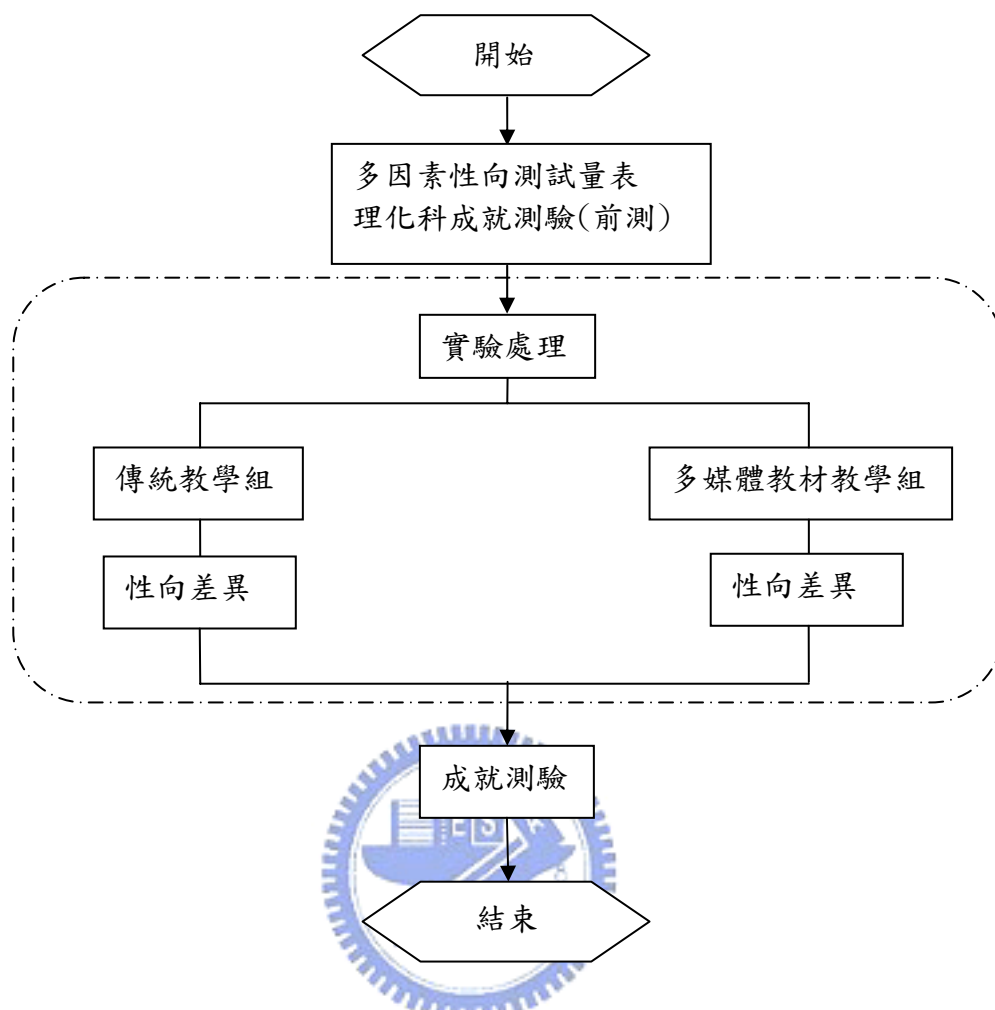 開始
多因素性向測試量表
理化科成就測驗(前測)
實驗處理
傳統教學組
多媒體教材教學組
性向差異
性向差異
成就測驗
結束